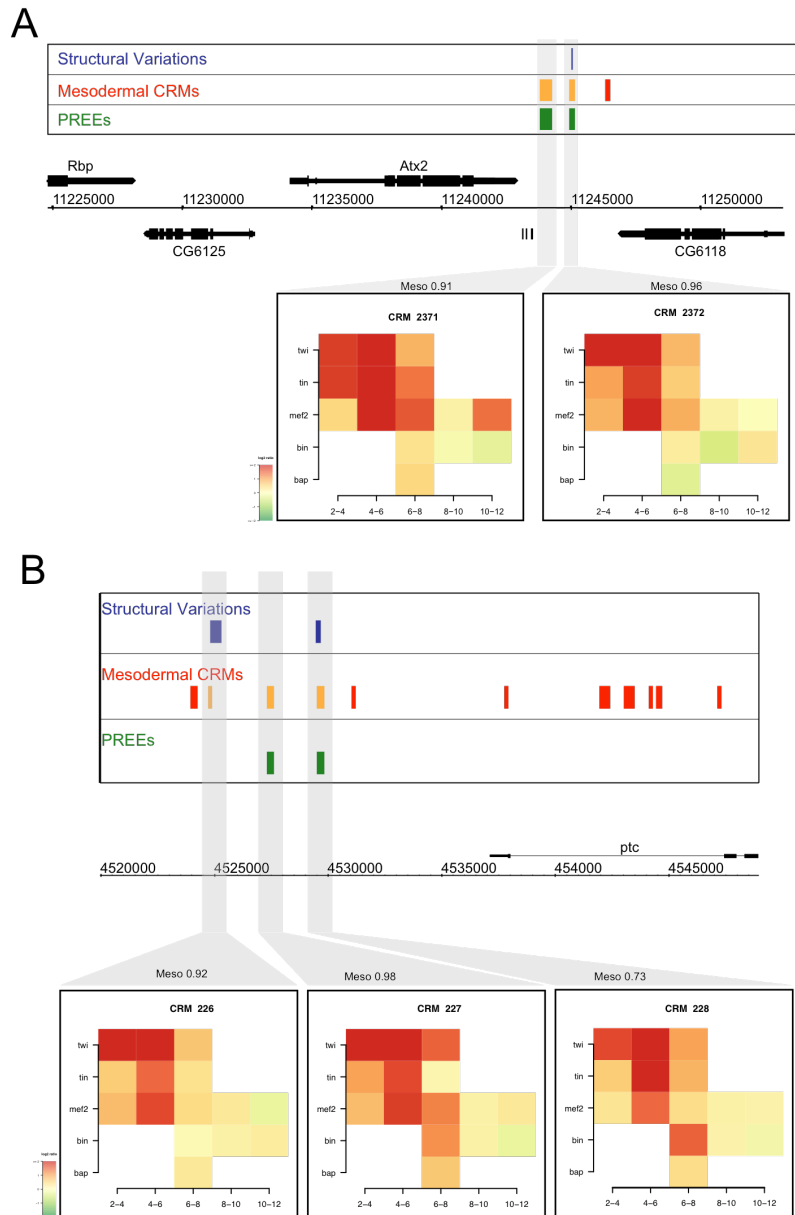 A
Structural Variations
Mesodermal CRMs
PREEs
Rbp
Atx2
11225000 11230000 11235000 11240000 11245000 11250000
CG6125
CG6118
Meso 0.91
Meso 0.96
CRM 2371
CRM 2372
twi
tin
mef2
bin
bap
2−4 4−6 6−8 8−10 10−12
twi
tin
mef2
bin
bap
2−4 4−6 6−8 8−10 10−12
log2 ratio
B
Structural Variations
Mesodermal CRMs
PREEs
ptc
4520000 4525000 4530000 4535000 454000 4545000
Meso 0.92
Meso 0.98
Meso 0.73
CRM 226
CRM 227
CRM 228
twi
tin
mef2
bin
bap
2−4 4−6 6−8 8−10 10−12
twi
tin
mef2
bin
bap
2−4 4−6 6−8 8−10 10−12
twi
tin
mef2
bin
bap
2−4 4−6 6−8 8−10 10−12
log2 ratio